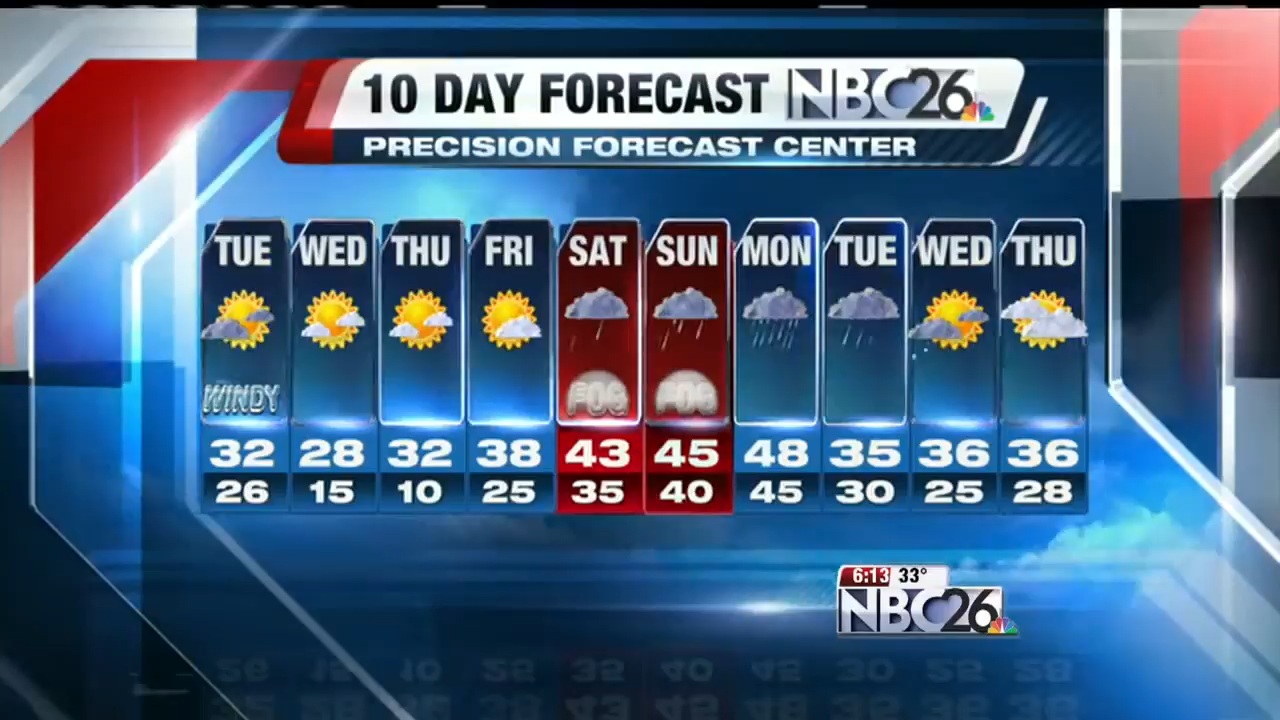 10 DAY FORECAST NBC26
PRECISION FORECAST CENTER
TUE WED THU FRI SAT SUN MON TUE WED THU
WINDY FOG FOG
32 28 32 38 43 45 48 35 36 36
26 15 10 25 35 40 45 30 25 28
6:13 33°
NBC26